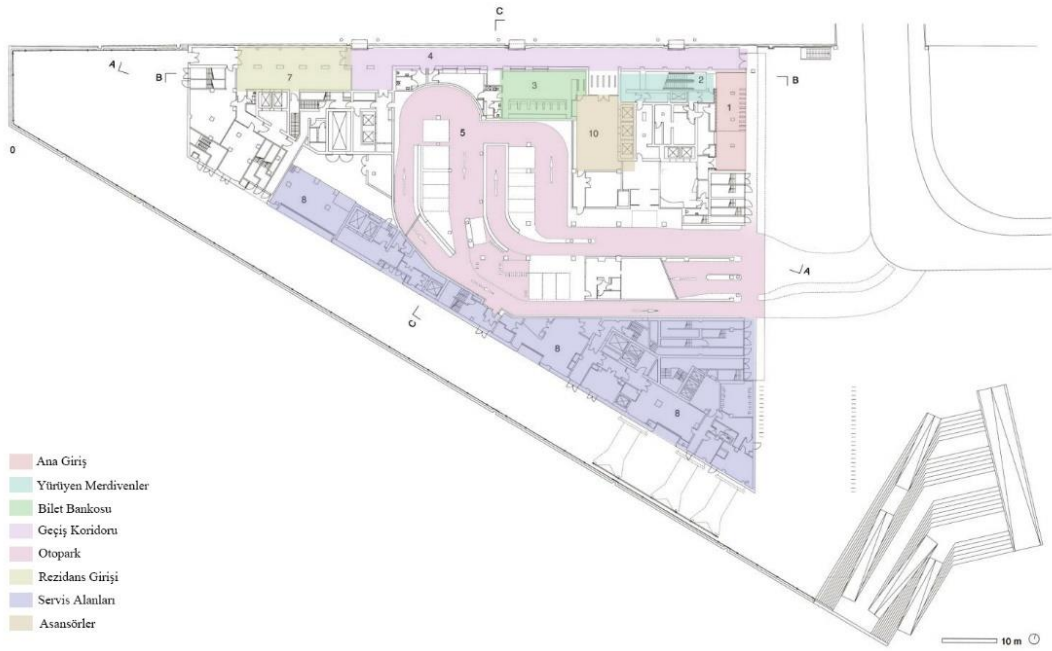 C
A
B
4
7
3
2
B
1
5
10
0
8
A
C
8
8
Ana Giriş
Yürüyen Merdivenler
Bilet Bankosu
Geçiş Koridoru
Otopark
Rezidans Girişi
Servis Alanları
Asansörler
10 m